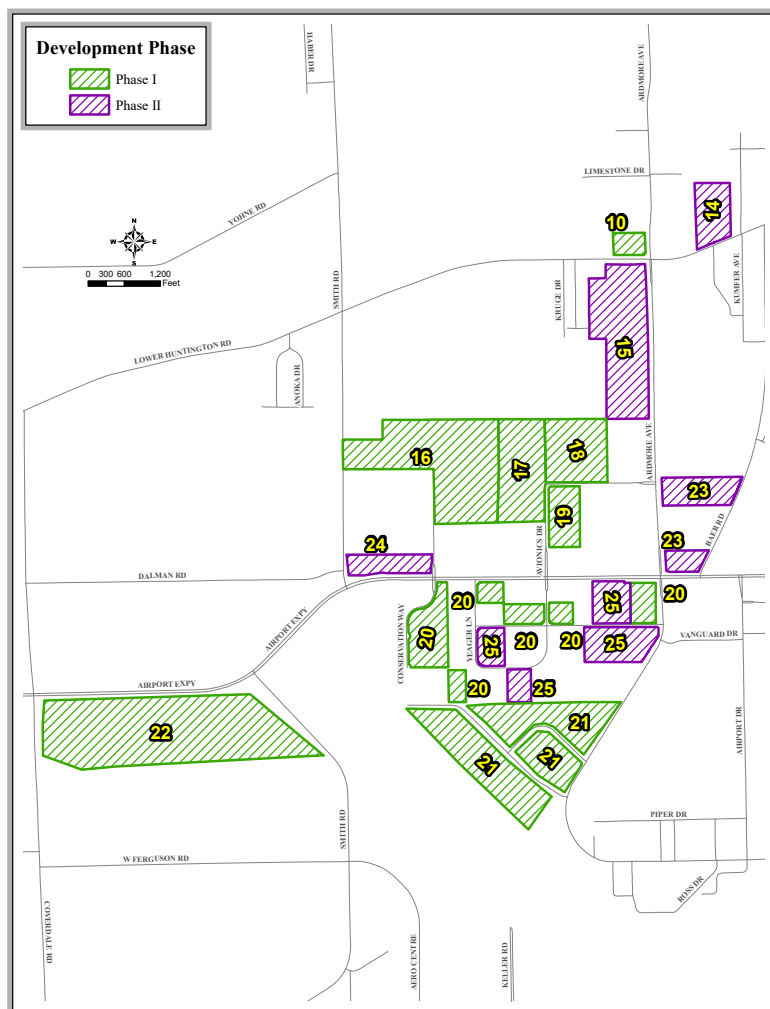 Development Phase
Phase I
Phase II
HABER DR
ARDMORE AVE
LIMESTONE DR
YOHNE RD
10
14
N
W E
S
0 300 600 1,200
Feet
SMITH RD
KRUGE DR
KUMFER AVE
LOWER HUNTINGTON RD
15
ANOKA DR
16
17
18
ARDMORE AVE
19
23
BAER RD
24
AVIONICS DR
23
DALMAN RD
20
25
20
CONSERVATION WAY
20
YEAGER LN
25
20
20
25
VANGUARD DR
AIRPORT EXPY
AIRPORT EXPY
20
25
22
21
21
21
AIRPORT DR
SMITH RD
PIPER DR
W FERGUSON RD
ROSS DR
COVERDALE RD
AERO CENTRE
KELLER RD